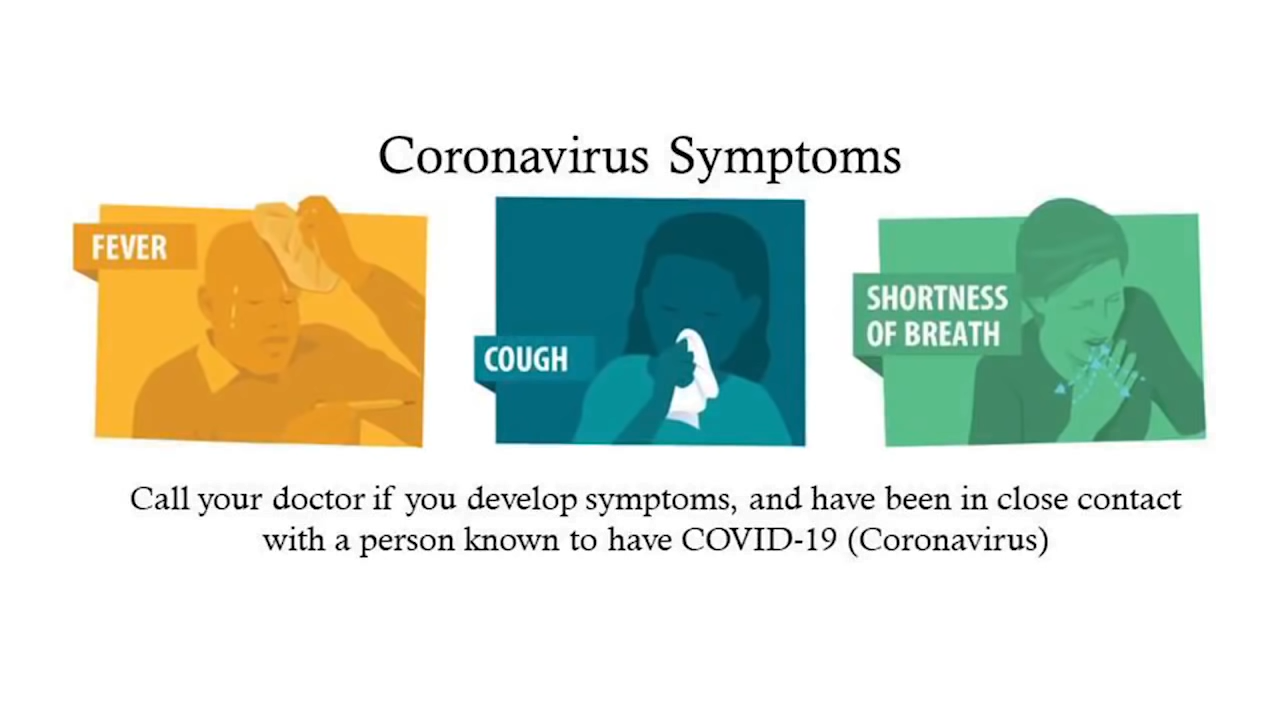 Coronavirus Symptoms
FEVER
COUGH
SHORTNESS
OF BREATH
Call your doctor if you develop symptoms, and have been in close contact
with a person known to have COVID-19 (Coronavirus)